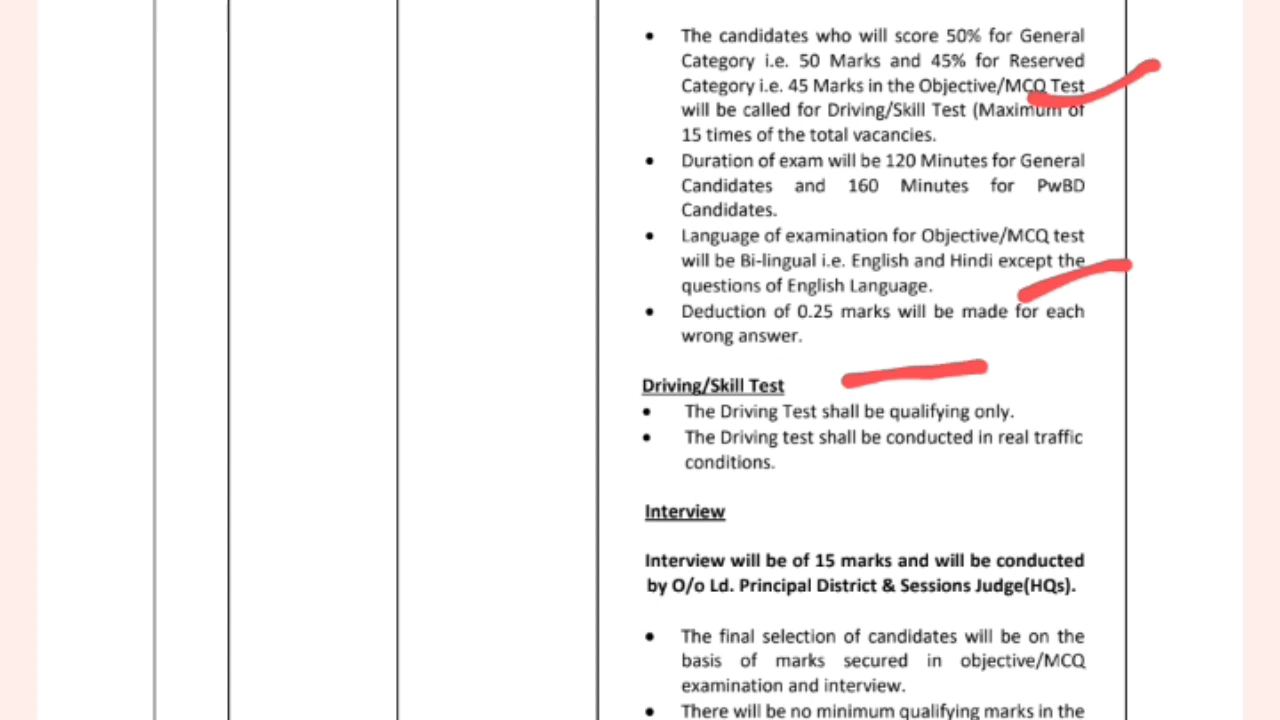 • The candidates who will score 50% for General
Category i.e. 50 Marks and 45% for Reserved
Category i.e. 45 Marks in the Objective/MCQ Test
will be called for Driving/Skill Test (Maximum of
15 times of the total vacancies.
• Duration of exam will be 120 Minutes for General
Candidates and 160 Minutes for PwBD
Candidates.
• Language of examination for Objective/MCQ test
will be Bi-lingual i.e. English and Hindi except the
questions of English Language.
• Deduction of 0.25 marks will be made for each
wrong answer.
Driving/Skill Test
• The Driving Test shall be qualifying only.
• The Driving test shall be conducted in real traffic
conditions.
Interview
Interview will be of 15 marks and will be conducted
by O/o Ld. Principal District & Sessions Judge(HQs).
• The final selection of candidates will be on the
basis of marks secured in objective/MCQ
examination and interview.
• There will be no minimum qualifying marks in the